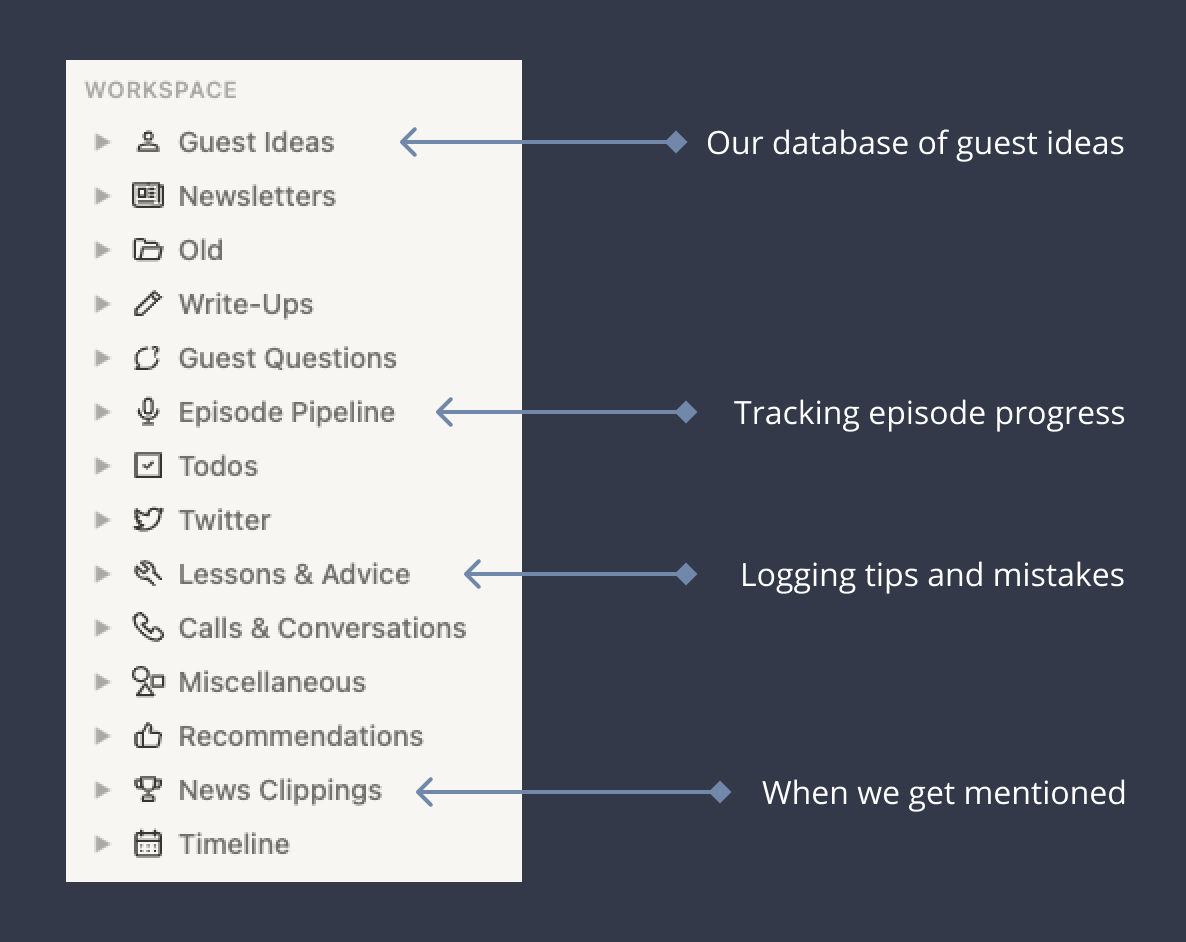 WORKSPACE
Guest Ideas
Our database of guest ideas
Newsletters
Old
Write-Ups
Guest Questions
Episode Pipeline
Tracking episode progress
Todos
Twitter
Lessons & Advice
Logging tips and mistakes
Calls & Conversations
Miscellaneous
Recommendations
News Clippings
When we get mentioned
Timeline